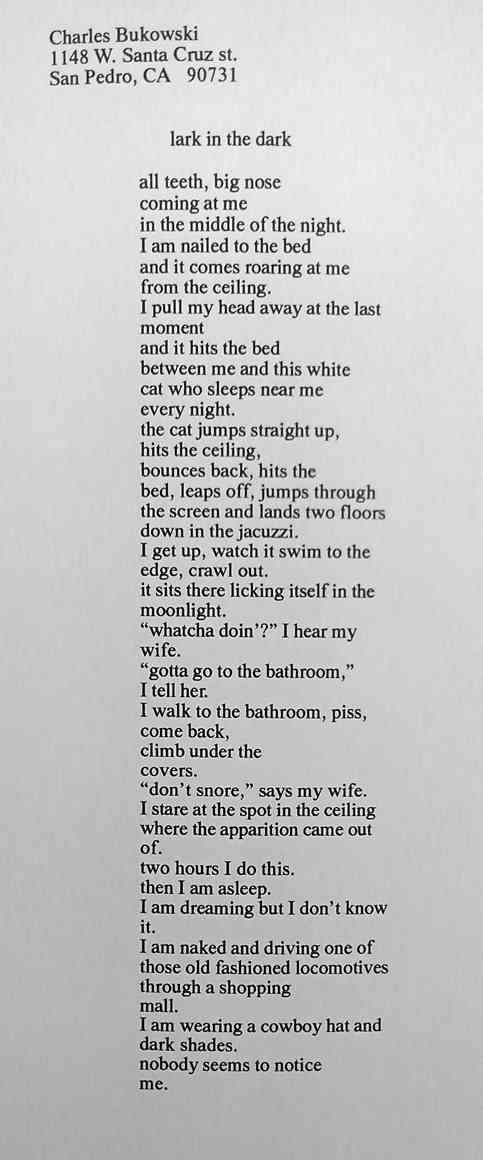 Charles Bukowski
1148 W. Santa Cruz st.
San Pedro, CA 90731
lark in the dark
all teeth, big nose
coming at me
in the middle of the night.
I am nailed to the bed
and it comes roaring at me
from the ceiling.
I pull my head away at the last
moment
and it hits the bed
between me and this white
cat who sleeps near me
every night.
the cat jumps straight up,
hits the ceiling,
bounces back, hits the
bed, leaps off, jumps through
the screen and lands two floors
down in the jacuzzi.
I get up, watch it swim to the
edge, crawl out.
it sits there licking itself in the
moonlight.
“whatcha doin’?” I hear my
wife.
“gotta go to the bathroom,”
I tell her.
I walk to the bathroom, piss,
come back,
climb under the
covers.
“don’t snore,” says my wife.
I stare at the spot in the ceiling
where the apparition came out
of.
two hours I do this.
then I am asleep.
I am dreaming but I don’t know
it.
I am naked and driving one of
those old fashioned locomotives
through a shopping
mall.
I am wearing a cowboy hat and
dark shades.
nobody seems to notice
me.